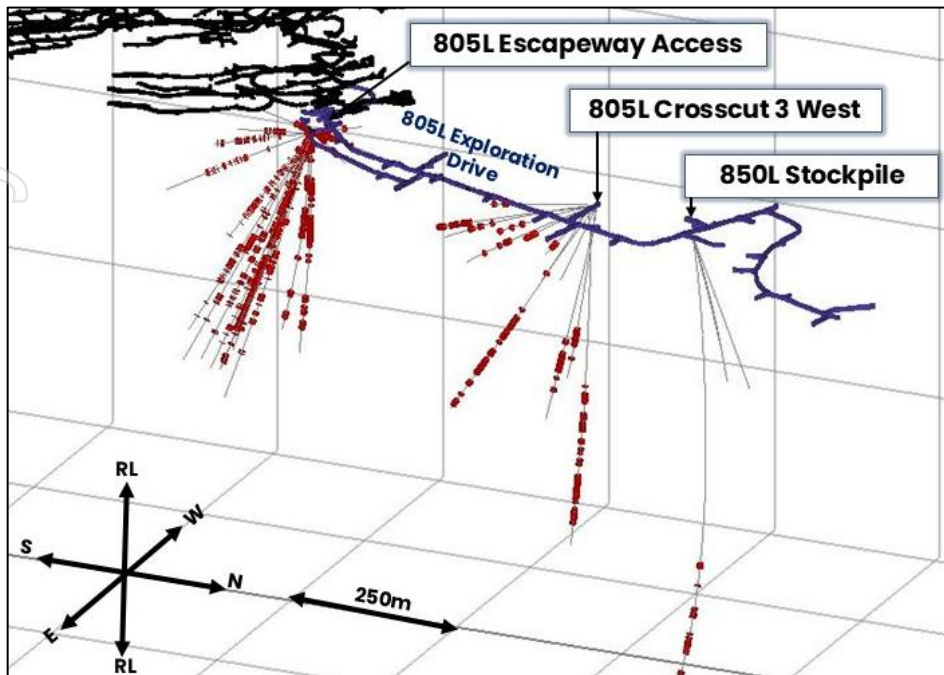 805L Escapeway Access
805L Crosscut 3 West
805L Exploration
Drive
850L Stockpile
RL
W
S
N
E
RL
250m